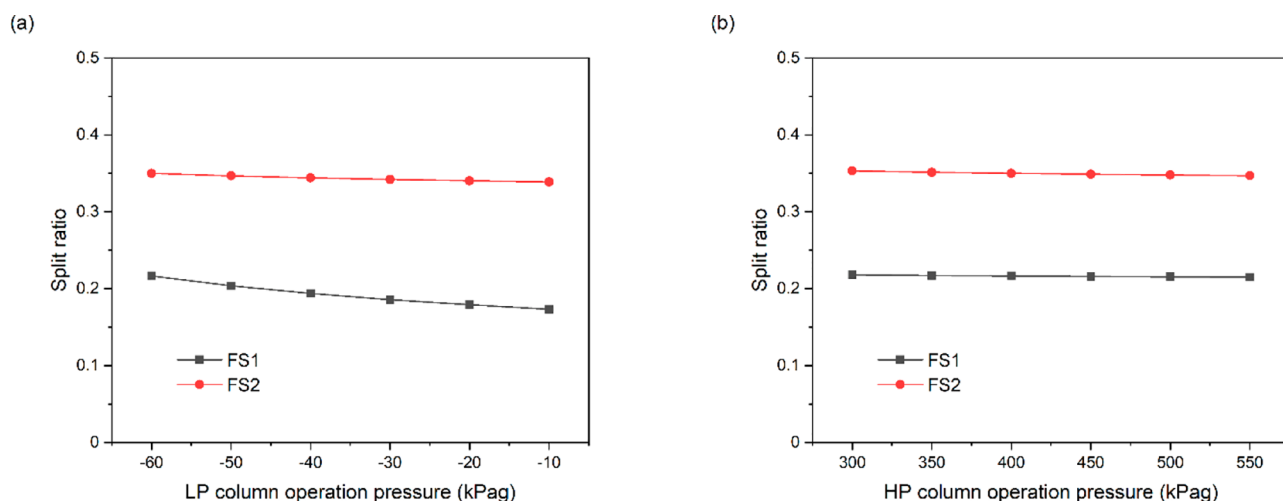 (a)
0.5
0.4
0.3
0.2
0.1
0
Split ratio
FS1
FS2
-60 -50 -40 -30 -20 -10
LP column operation pressure (kPag)
(b)
0.5
0.4
0.3
0.2
0.1
0
Split ratio
FS1
FS2
300 350 400 450 500 550
HP column operation pressure (kPag)